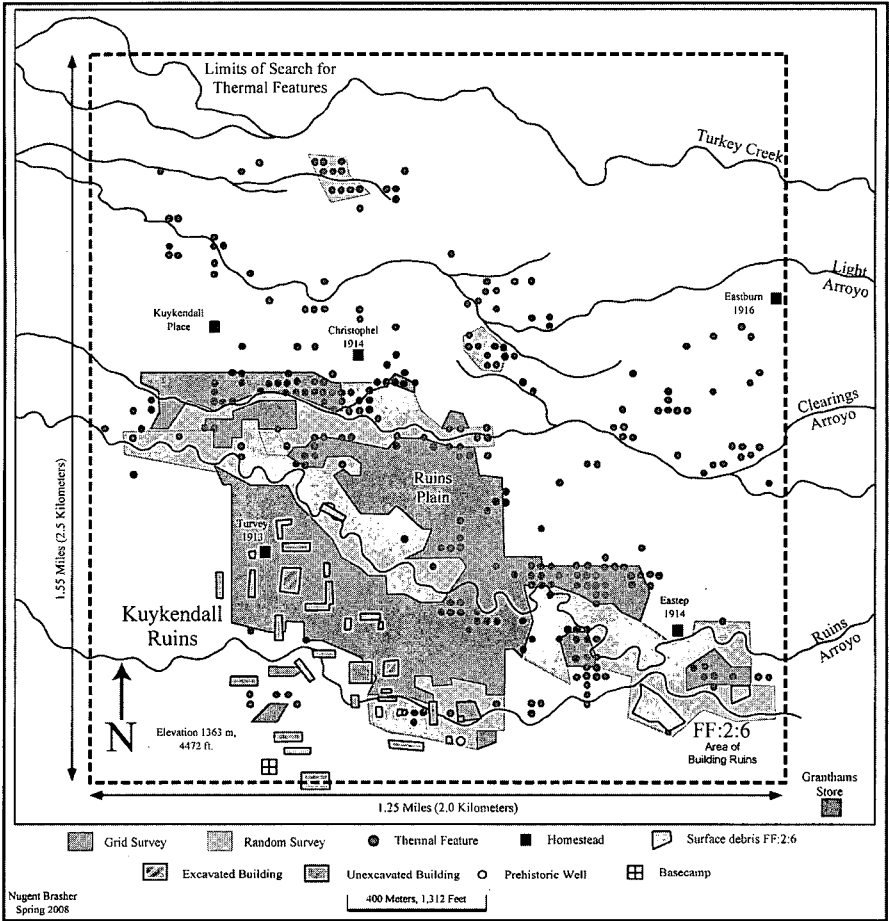 Limits of Search for
Thermal Features
Turkey Creek
Light
Arroyo
Eastburn
1916
Kuykendall
Place
Christophel
1914
Clearings
Arroyo
1.55 Miles (2.5 Kilometers)
Ruins
Plain
Turvey
1913
Kuykendall
Ruins
Eastep
1914
Ruins
Arroyo
N
Elevation 1363 m,
4472 ft.
FF:2:6
Area of
Building Ruins
Granthams
Store
1.25 Miles (2.0 Kilometers)
Grid Survey
Random Survey
Thermal Feature
Homestead
Surface debris FF:2:6
Excavated Building
Unexcavated Building
Prehistoric Well
Basecamp
Nugent Brasher
Spring 2008
400 Meters, 1,312 Feet